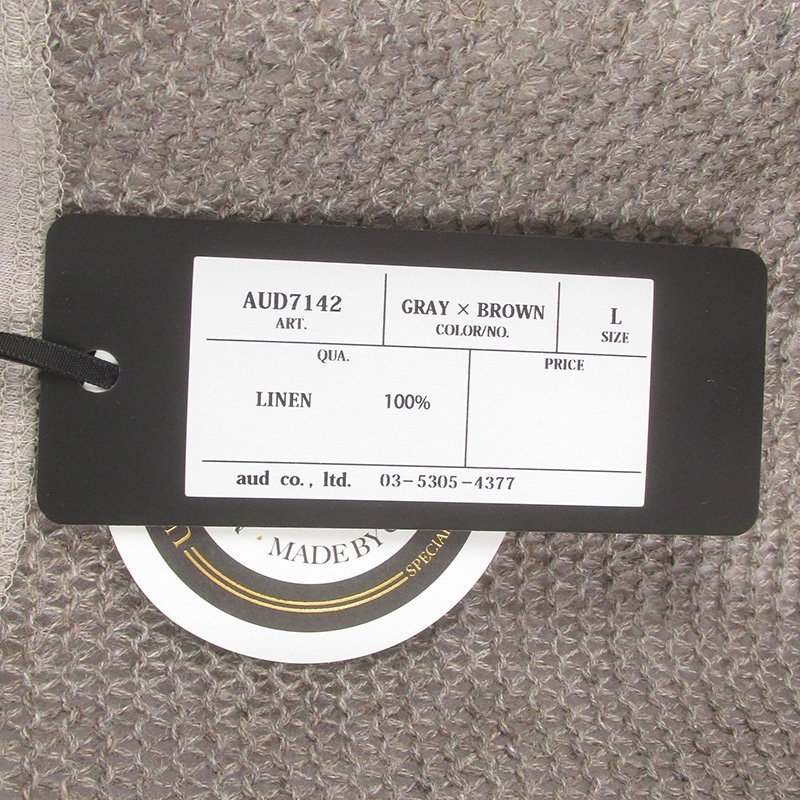 AUD7142
ART.
GRAY × BROWN
COLOR/NO.
L
SIZE
QUA.
LINEN 100%
PRICE
aud co., ltd. 03-5305-4377
MADE BY
SPECIAL